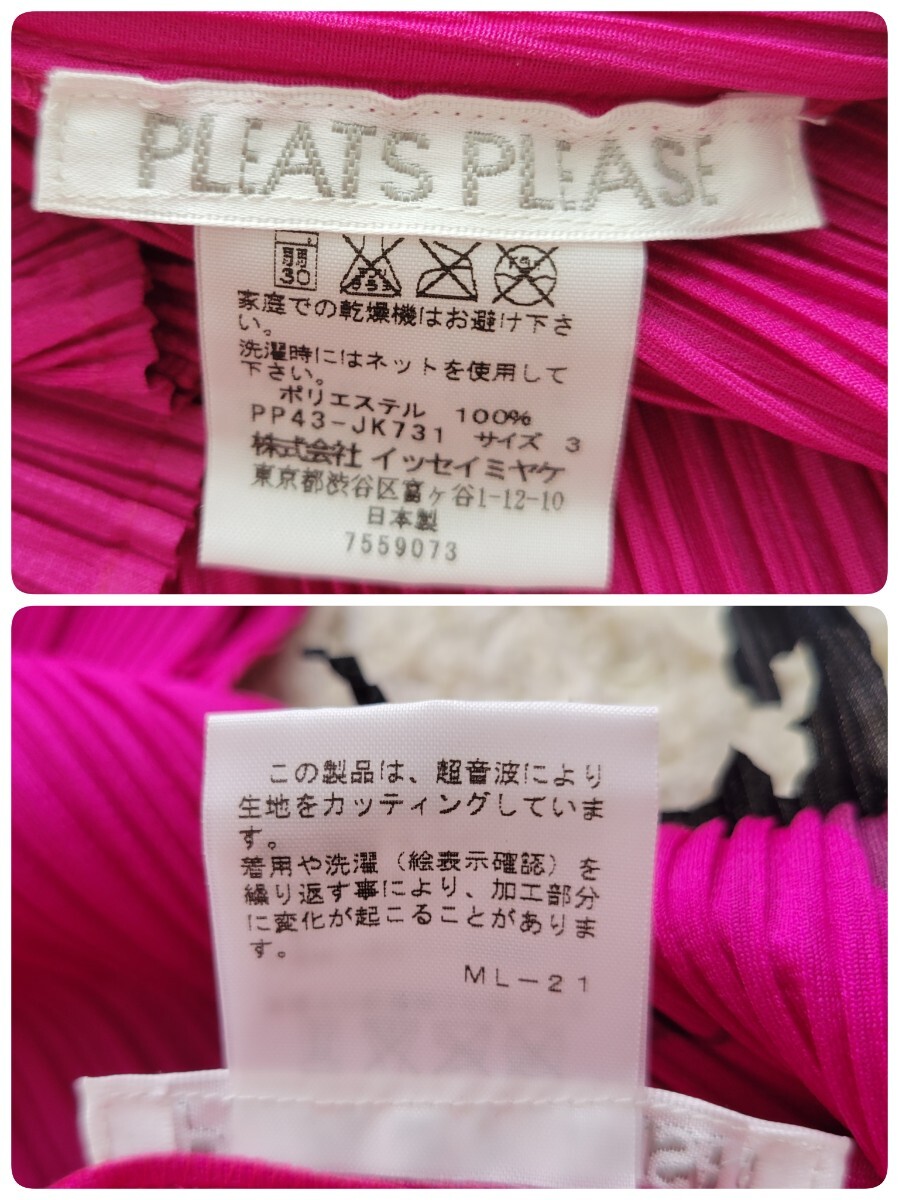 PLEATS PLEASE
弱
30
家庭での乾燥機はお避け下さ
い。
洗濯時にはネットを使用して
下さい。
ポリエステル 100%
PP43-JK731 サイズ 3
株式会社 イッセイミヤケ
東京都渋谷区富ヶ谷1-12-10
日本製
7559073
この製品は、超音波により
生地をカッティングしていま
す。
着用や洗濯（絵表示確認）を
繰り返す事により、加工部分
に変化が起こることがありま
す。
ML-21